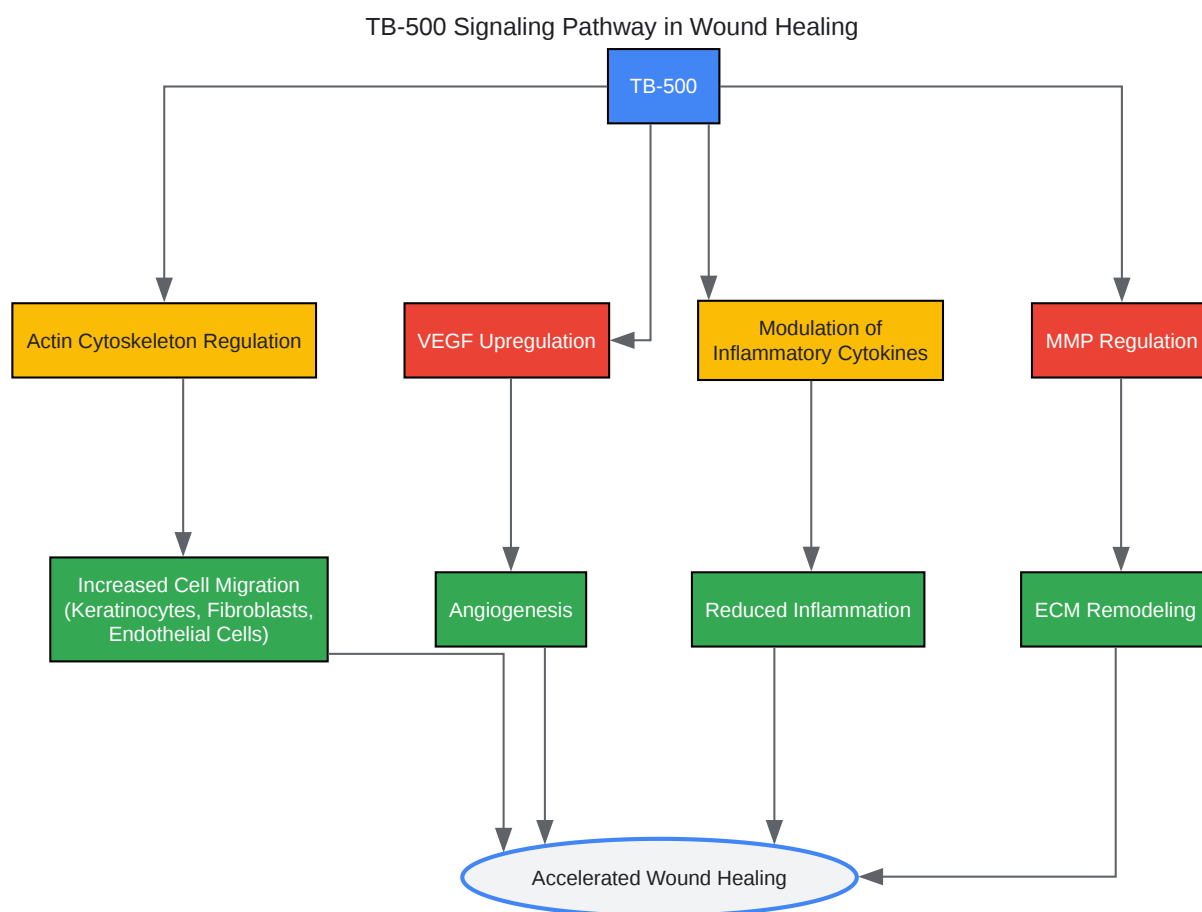 TB-500 Signaling Pathway in Wound Healing
TB-500
Actin Cytoskeleton Regulation
VEGF Upregulation
Modulation of
Inflammatory Cytokines
MMP Regulation
Increased Cell Migration
(Keratinocytes, Fibroblasts,
Endothelial Cells)
Angiogenesis
Reduced Inflammation
ECM Remodeling
Accelerated Wound Healing